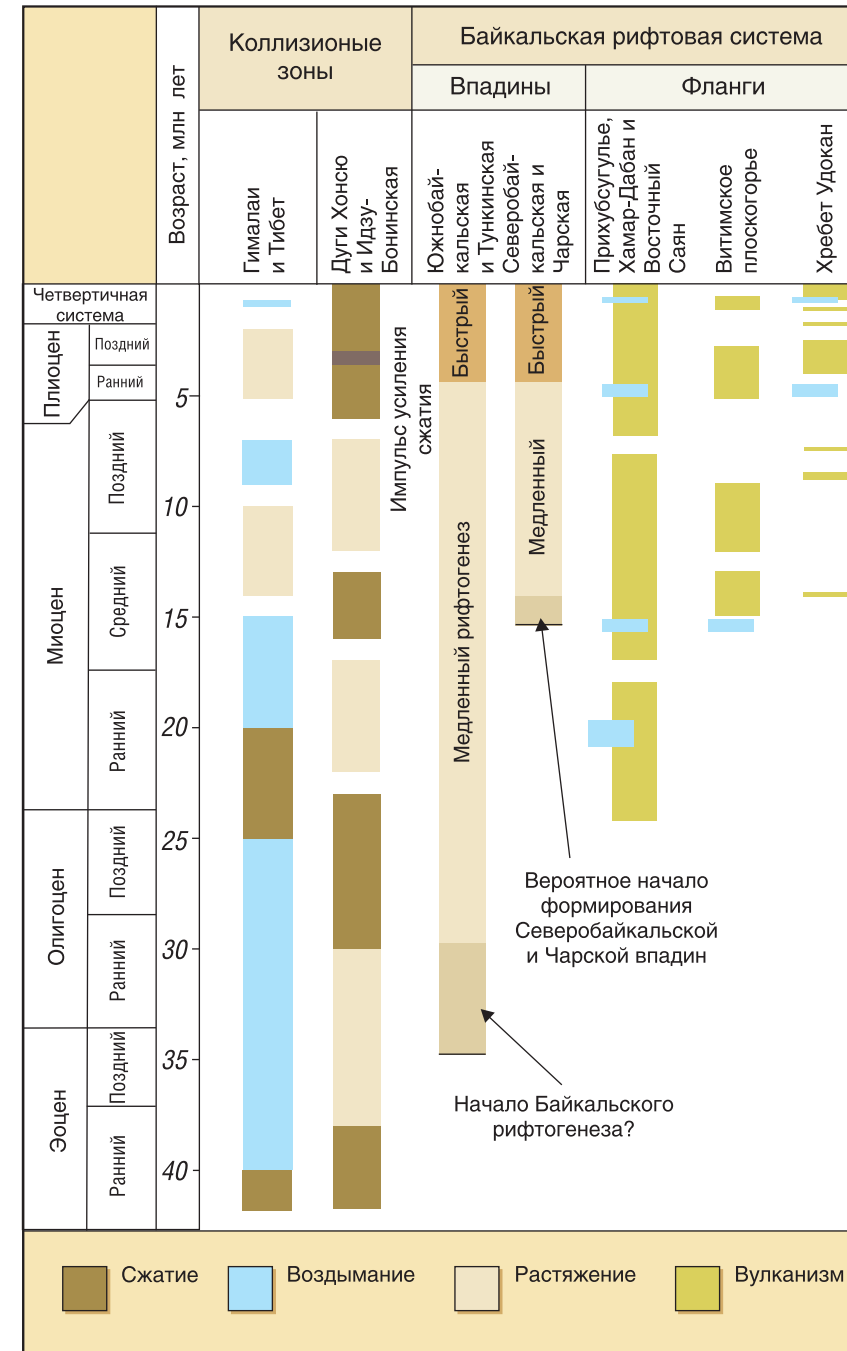 Возраст, млн лет
Коллизионые
зоны
Байкальская рифтовая система
Впадины
Фланги
Гималаи
и Тибет
Дуги Хонсю
и Идзу-
Бонинская
Южнобай-
кальская
и Тункинская
Северобай-
кальская и
Чарская
Прихубсугулье,
Хамар-Дабан и
Восточный
Саян
Витимское
плоскогорье
Хребет Удокан
Четвертичная
система
Плиоцен
Поздний
Ранний
Миоцен
Поздний
Средний
Ранний
Олигоцен
Поздний
Ранний
Эоцен
Поздний
Ранний
5
10
15
20
25
30
35
40
Импульс усиления
сжатия
Быстрый
Медленный рифтогенез
Быстрый
Медленный
Вероятное начало
формирования
Северобайкальской
и Чарской впадин
Начало Байкальского
рифтогенеза?
Сжатие
Воздымание
Растяжение
Вулканизм